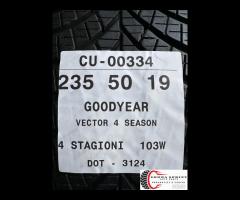 CU-00334
235 50 19
GOODYEAR
VECTOR 4 SEASON
4 STAGIONI 103W
DOT - 3124